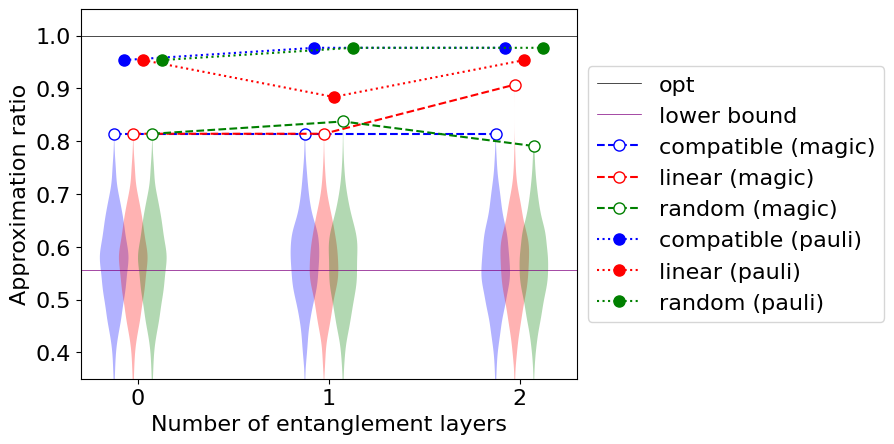 1.0
0.9
0.8
0.7
0.6
0.5
0.4
Approximation ratio
0 1 2
Number of entanglement layers
opt
lower bound
compatible (magic)
linear (magic)
random (magic)
compatible (pauli)
linear (pauli)
random (pauli)